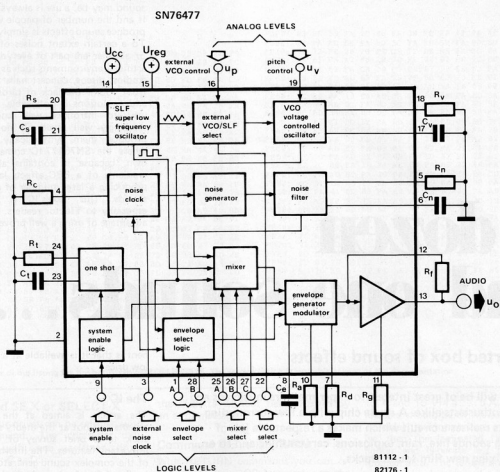 SN76477
ANALOG LEVELS
Ucc
Ureg
external VCO control
up
pitch control
uv
14
15
16
19
Rs
20
Cs
21
SLF super low frequency oscillator
external VCO/SLF select
VCO voltage controlled oscillator
18
Rv
17
Cv
Rc
4
noise clock
noise generator
noise filter
5
Rn
6
Cn
Rt
24
Ct
23
one shot
mixer
envelope generator modulator
12
Rf
AUDIO
13
uo
2
system enable logic
envelope select logic
9
3
1
A
28
B
25
A
26
B
27
C
22
8
Ce
10
Ra
7
Rd
11
Rg
system enable
external noise clock
envelope select
mixer select
VCO select
LOGIC LEVELS
81112 - 1
82176 - 1